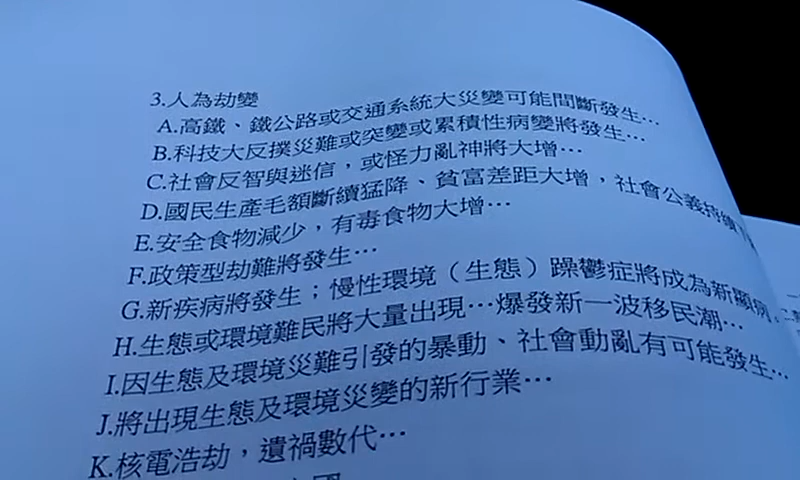 3.人為劫變
A.高鐵、鐵公路或交通系統大災變可能間斷發生…
B.科技大反撲災難或突變或累積性病變將發生…
C.社會反智與迷信，或怪力亂神將大增…
D.國民生產毛額斷續猛降、貧富差距大增，社會公義持續下
E.安全食物減少，有毒食物大增…
F.政策型劫難將發生…
G.新疾病將發生；慢性環境（生態）躁鬱症將成為新顯病
H.生態或環境難民將大量出現…爆發新一波移民潮…
I.因生態及環境災難引發的暴動、社會動亂有可能發生…
J.將出現生態及環境災變的新行業…
K.核電浩劫，遺禍數代…